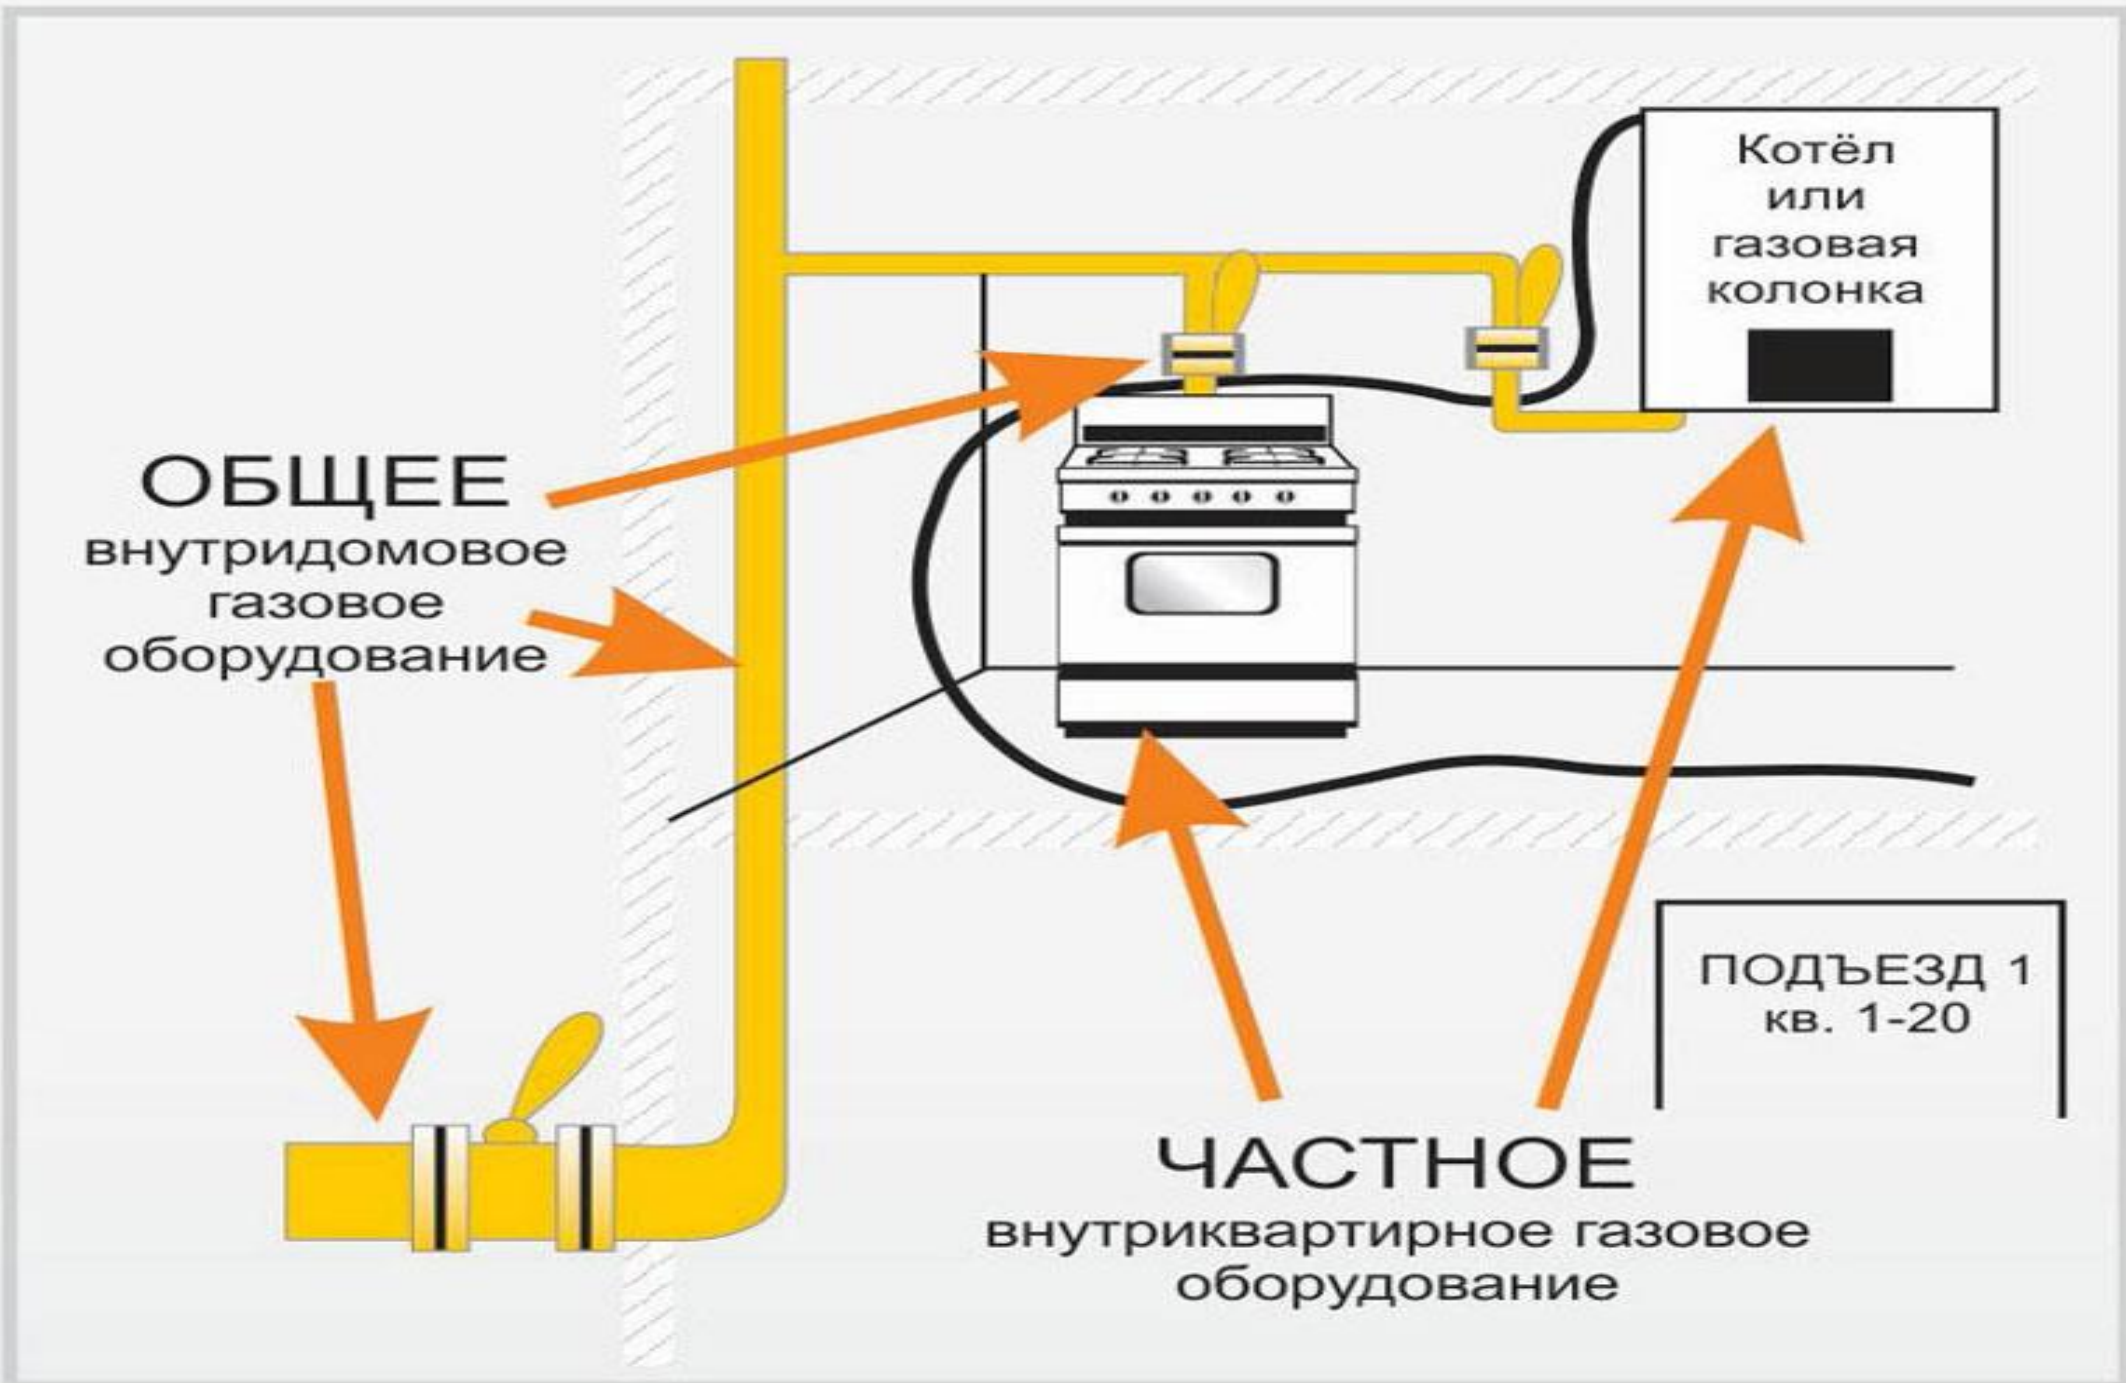 Котёл
или
газовая
колонка
ОБЩЕЕ
внутридомовое
газовое
оборудование
ПОДЪЕЗД 1
кв. 1-20
ЧАСТНОЕ
внутриквартирное газовое
оборудование